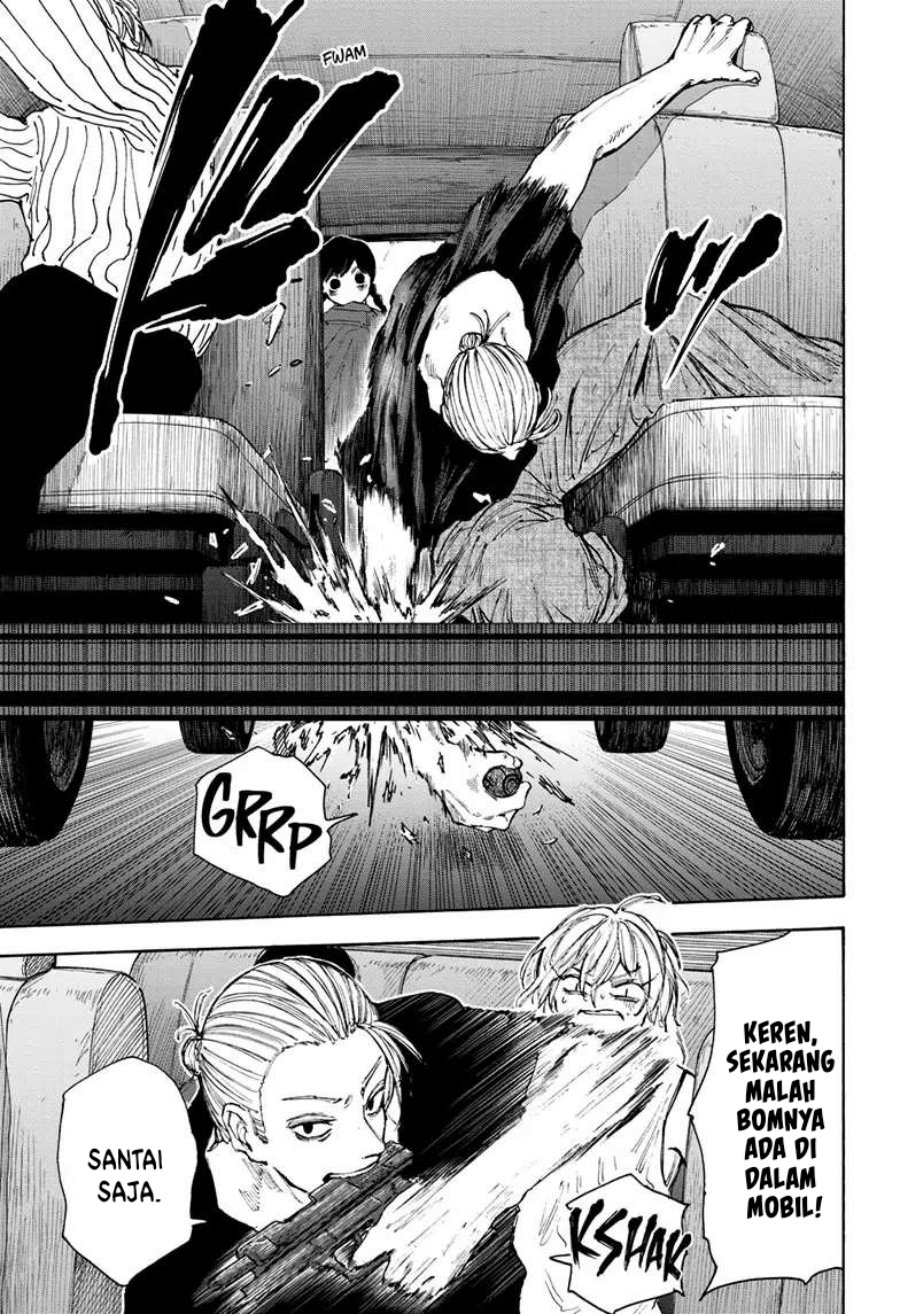 FWAM
GRRP
KEREN,
SEKARANG
MALAH
BOMNYA
ADA DI
DALAM
MOBIL!
SANTAI
SAJA.
KSHAK